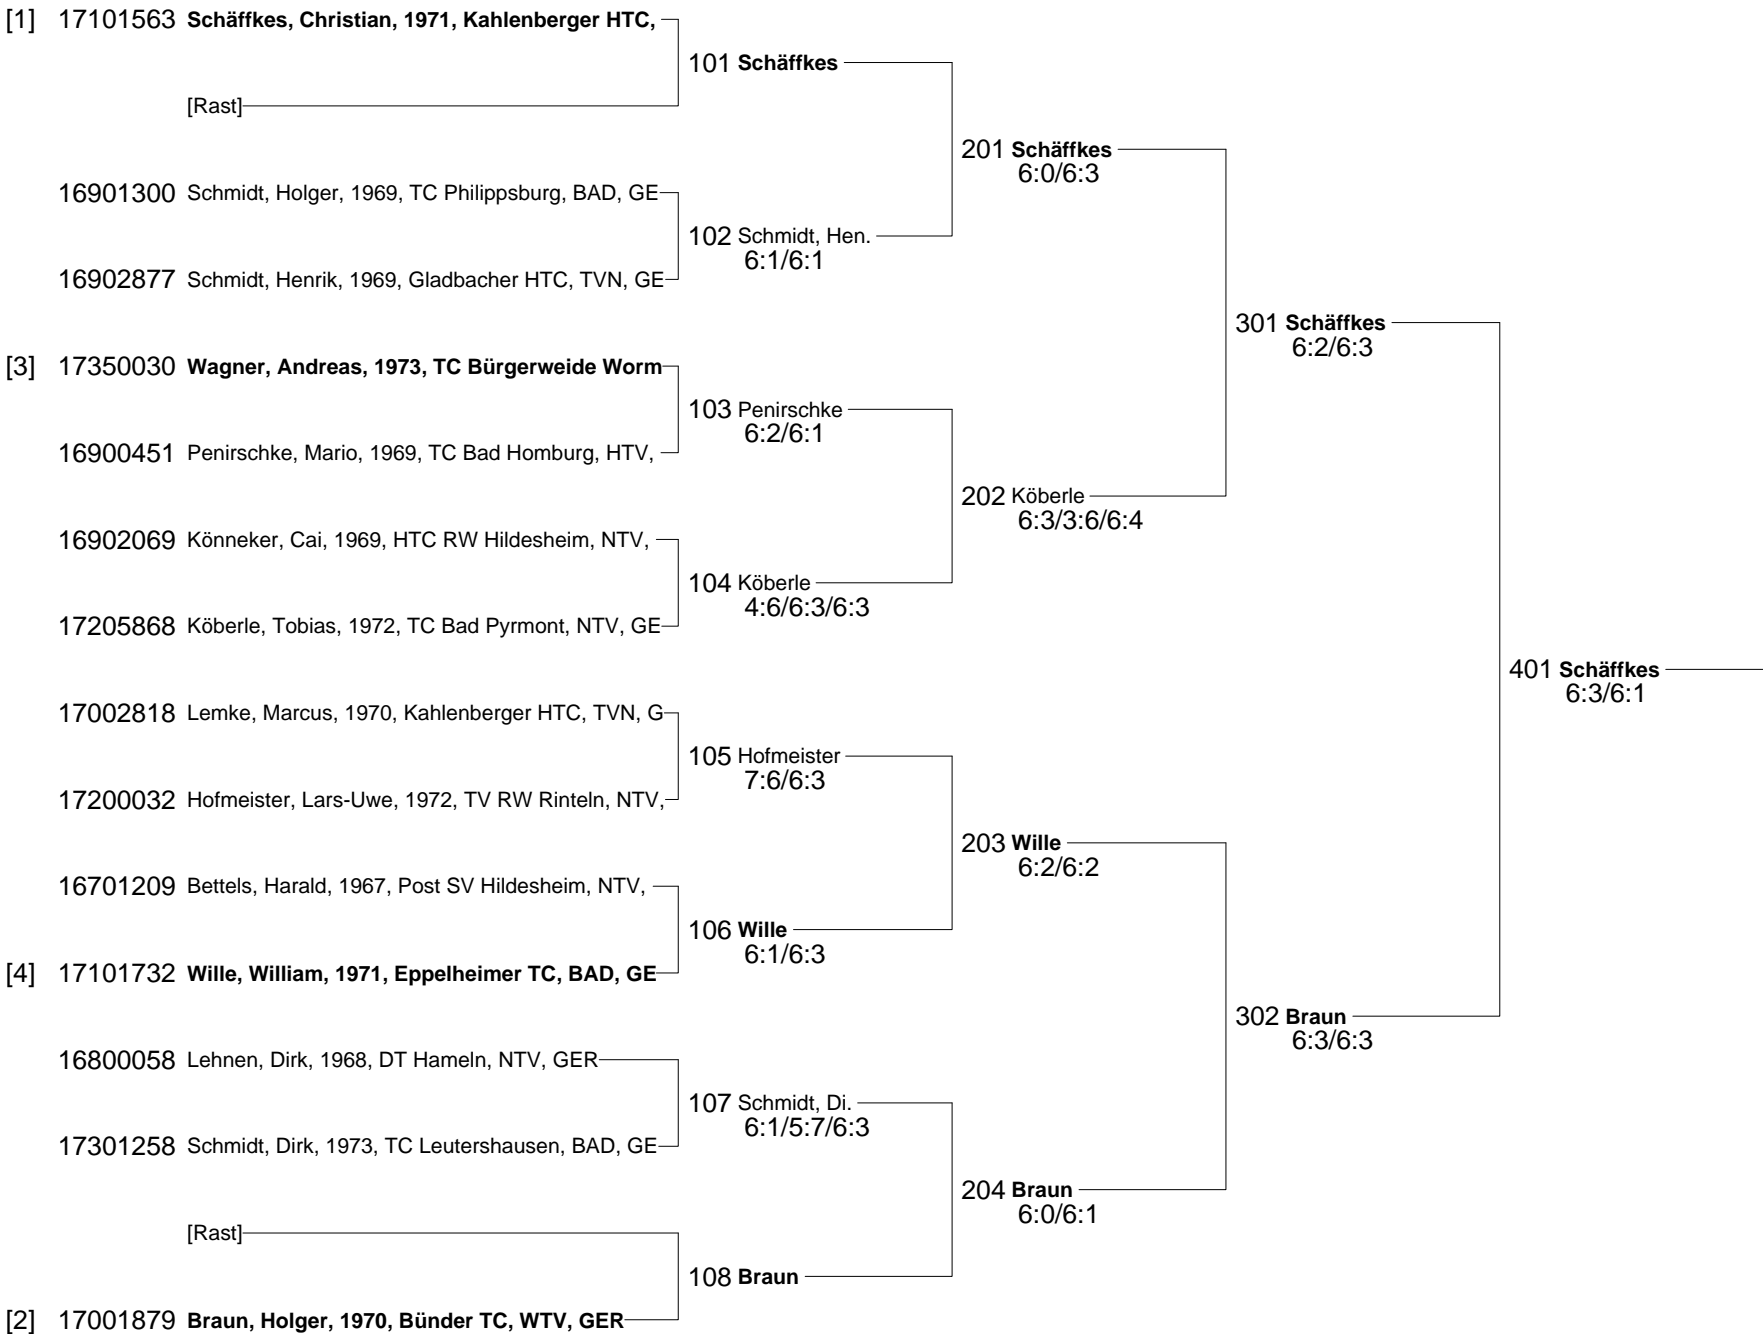 [1] 17101563 Schäffkes, Christian, 1971, Kahlenberger HTC,
101 Schäffkes
[Rast]
201 Schäffkes
6:0/6:3
16901300 Schmidt, Holger, 1969, TC Philippsburg, BAD, GE
102 Schmidt, Hen.
6:1/6:1
16902877 Schmidt, Henrik, 1969, Gladbacher HTC, TVN, GE
301 Schäffkes
6:2/6:3
[3] 17350030 Wagner, Andreas, 1973, TC Bürgerweide Worm
103 Penirschke
6:2/6:1
16900451 Penirschke, Mario, 1969, TC Bad Homburg, HTV,
202 Köberle
6:3/3:6/6:4
16902069 Könneker, Cai, 1969, HTC RW Hildesheim, NTV,
104 Köberle
4:6/6:3/6:3
17205868 Köberle, Tobias, 1972, TC Bad Pyrmont, NTV, GE
401 Schäffkes
6:3/6:1
17002818 Lemke, Marcus, 1970, Kahlenberger HTC, TVN, G
105 Hofmeister
7:6/6:3
17200032 Hofmeister, Lars-Uwe, 1972, TV RW Rinteln, NTV,
203 Wille
6:2/6:2
16701209 Bettels, Harald, 1967, Post SV Hildesheim, NTV,
106 Wille
6:1/6:3
[4] 17101732 Wille, William, 1971, Eppelheimer TC, BAD, GE
302 Braun
6:3/6:3
16800058 Lehnen, Dirk, 1968, DT Hameln, NTV, GER
107 Schmidt, Di.
6:1/5:7/6:3
17301258 Schmidt, Dirk, 1973, TC Leutershausen, BAD, GE
204 Braun
6:0/6:1
[Rast]
108 Braun
[2] 17001879 Braun, Holger, 1970, Bünder TC, WTV, GER